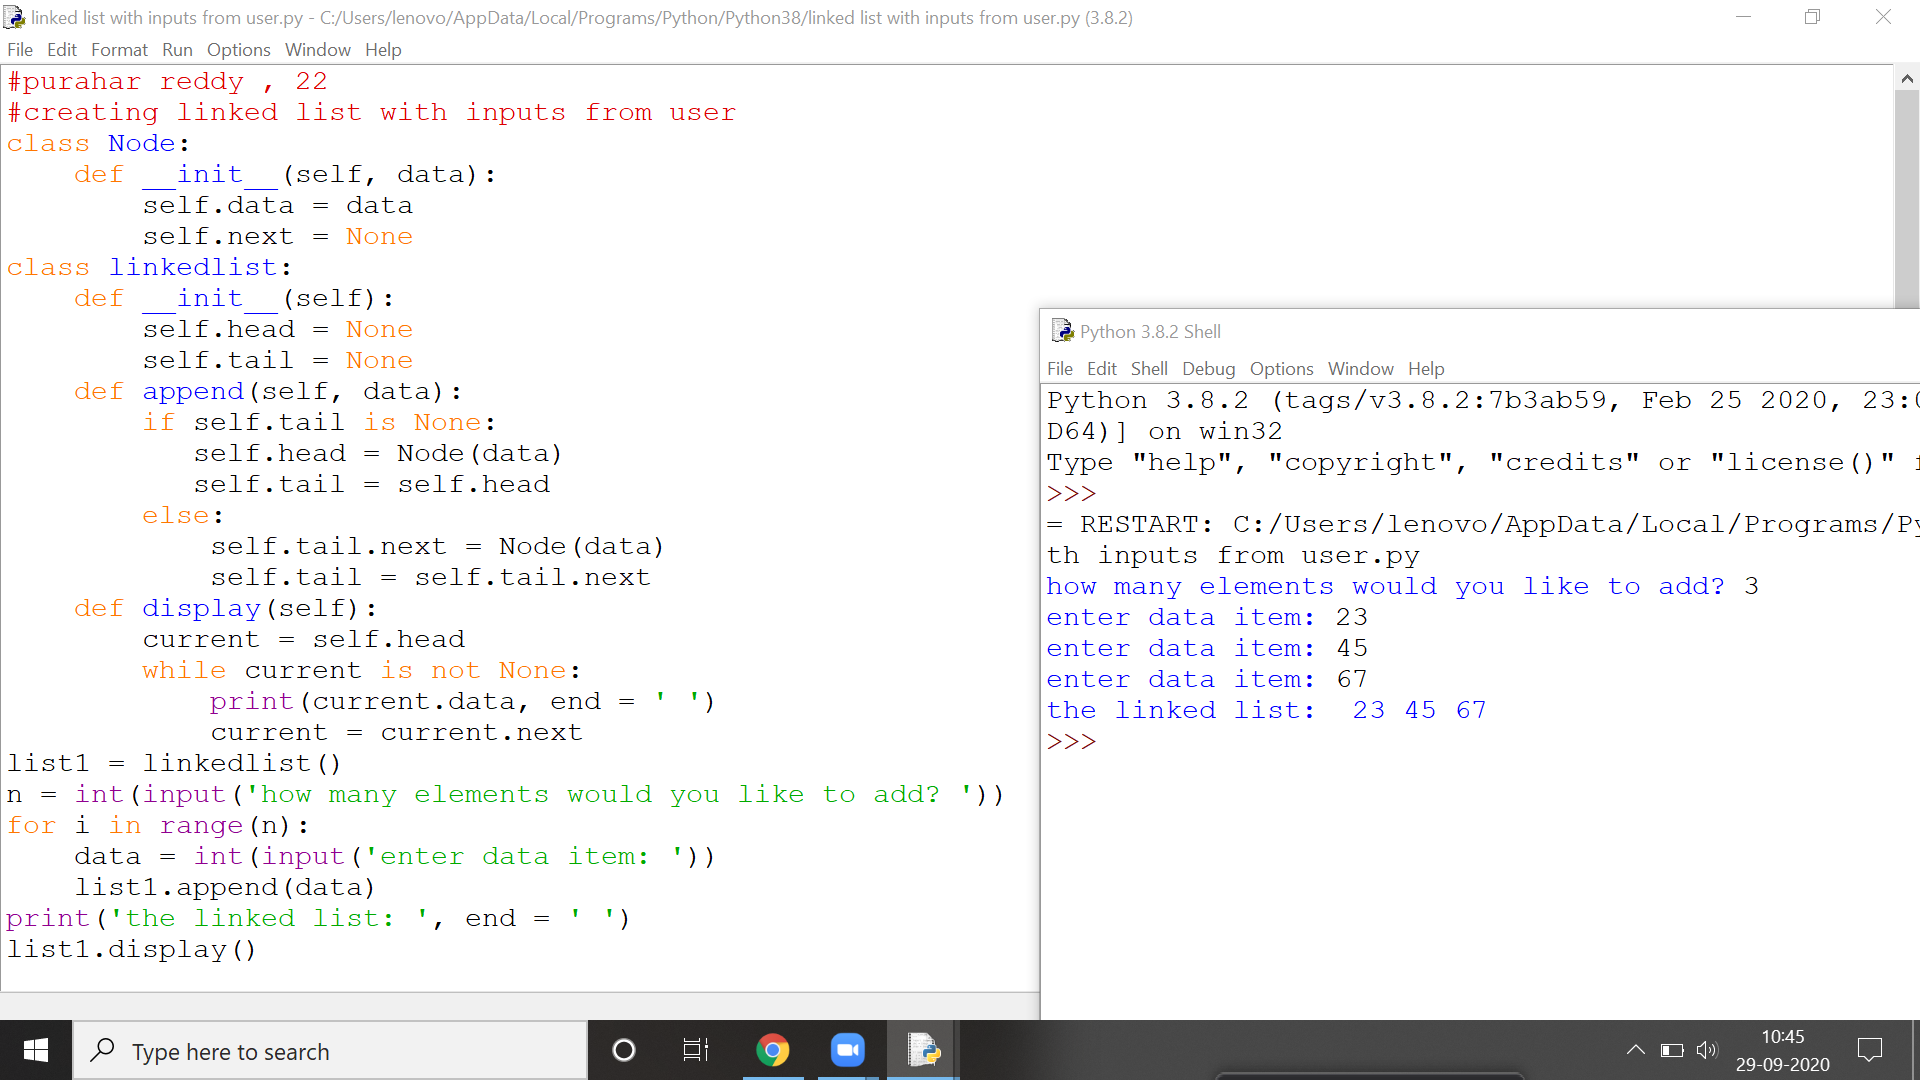 linked list with inputs from user.py - C:/Users/lenovo/AppData/Local/Programs/Python/Python38/linked list with inputs from user.py (3.8.2)
File Edit Format Run Options Window Help
#purahar reddy , 22
#creating linked list with inputs from user
class Node:
    def __init__(self, data):
        self.data = data
        self.next = None
class linkedlist:
    def __init__(self):
        self.head = None
        self.tail = None
    def append(self, data):
        if self.tail is None:
           self.head = Node(data)
           self.tail = self.head
        else:
            self.tail.next = Node(data)
            self.tail = self.tail.next
    def display(self):
        current = self.head
        while current is not None:
            print(current.data, end = ' ')
            current = current.next
list1 = linkedlist()
n = int(input('how many elements would you like to add? '))
for i in range(n):
    data = int(input('enter data item: '))
    list1.append(data)
print('the linked list: ', end = ' ')
list1.display()
Python 3.8.2 Shell
File Edit Shell Debug Options Window Help
Python 3.8.2 (tags/v3.8.2:7b3ab59, Feb 25 2020, 23:
D64)] on win32
Type "help", "copyright", "credits" or "license()"
>>>
= RESTART: C:/Users/lenovo/AppData/Local/Programs/Py
th inputs from user.py
how many elements would you like to add? 3
enter data item: 23
enter data item: 45
enter data item: 67
the linked list:  23 45 67
>>>
Type here to search
10:45
29-09-2020